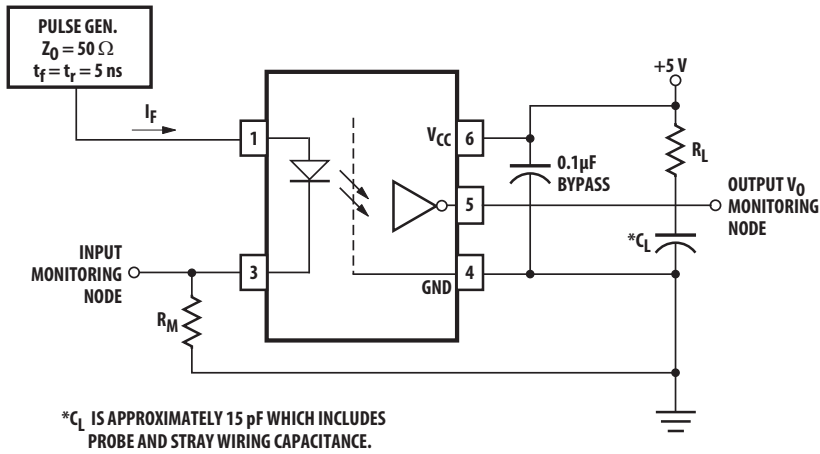 PULSE GEN.
Z0 = 50 Ω
tf = tr = 5 ns
IF
1
3
VCC
6
5
GND
4
0.1µF
BYPASS
+5 V
RL
*CL
OUTPUT VO
MONITORING
NODE
INPUT
MONITORING
NODE
RM
*CL IS APPROXIMATELY 15 pF WHICH INCLUDES
PROBE AND STRAY WIRING CAPACITANCE.